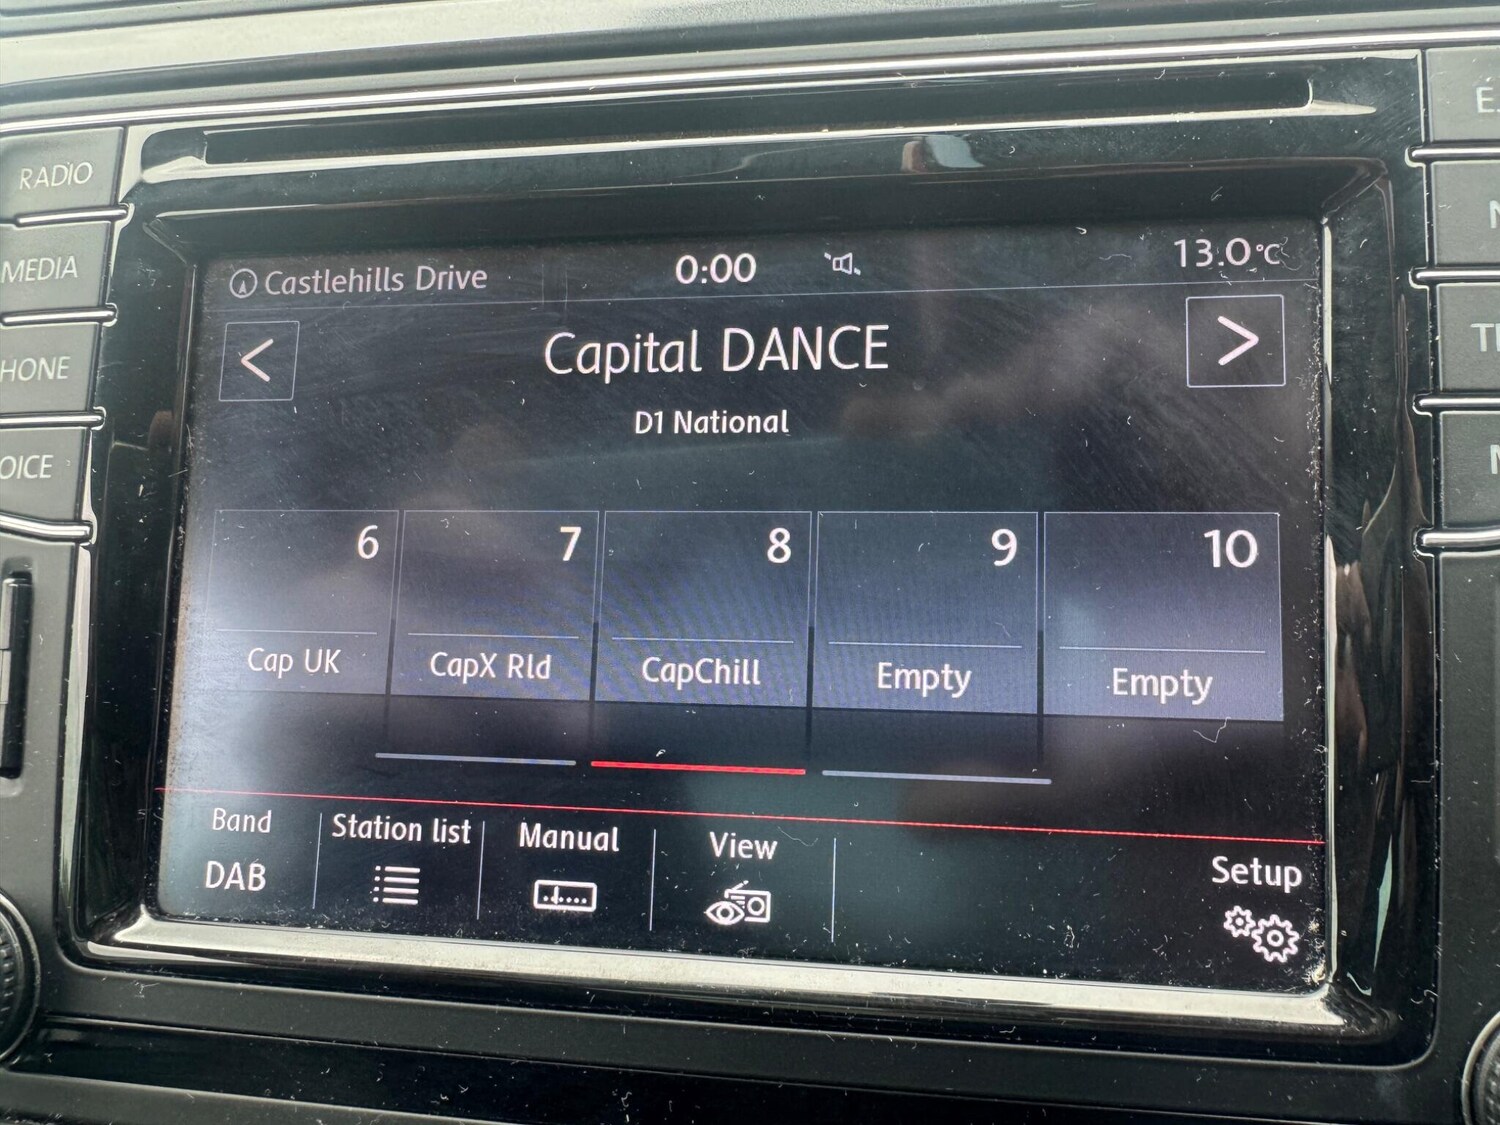 RADIO
MEDIA
HONE
OICE
Castlehills Drive
0:00
13.0°C
<
Capital DANCE
>
D1 National
6
7
8
9
10
Cap UK
CapX Rld
CapChill
Empty
Empty
Band
DAB
Station list
Manual
View
Setup